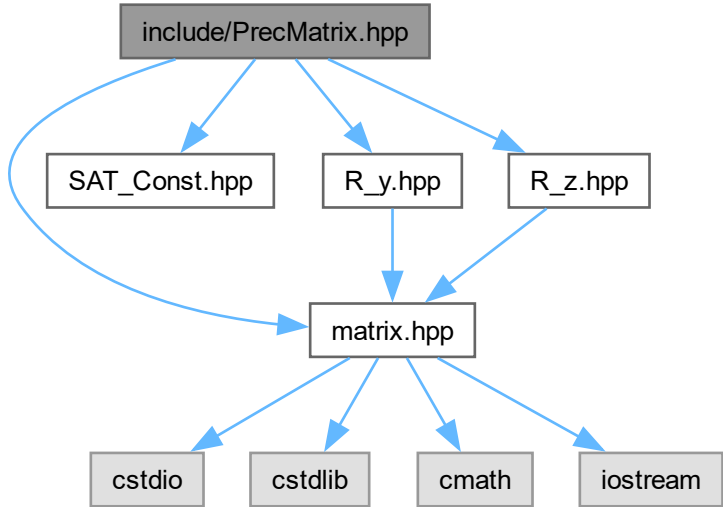 include/PrecMatrix.hpp
SAT_Const.hpp
R_y.hpp
R_z.hpp
matrix.hpp
cstdio
cstdlib
cmath
iostream